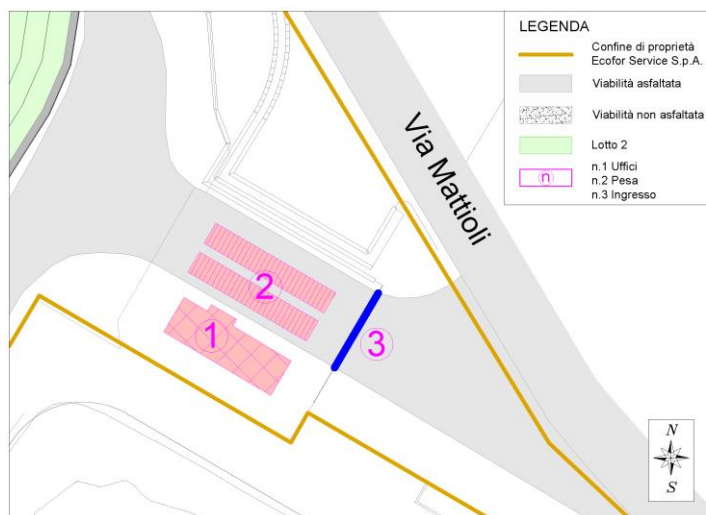 LEGENDA
Confine di proprietà
Ecofor Service S.p.A.
Viabilità asfaltata
Viabilità non asfaltata
Lotto 2
n
n.1 Uffici
n.2 Pesa
n.3 Ingresso
Via Mattioli
2
1
3
N
S